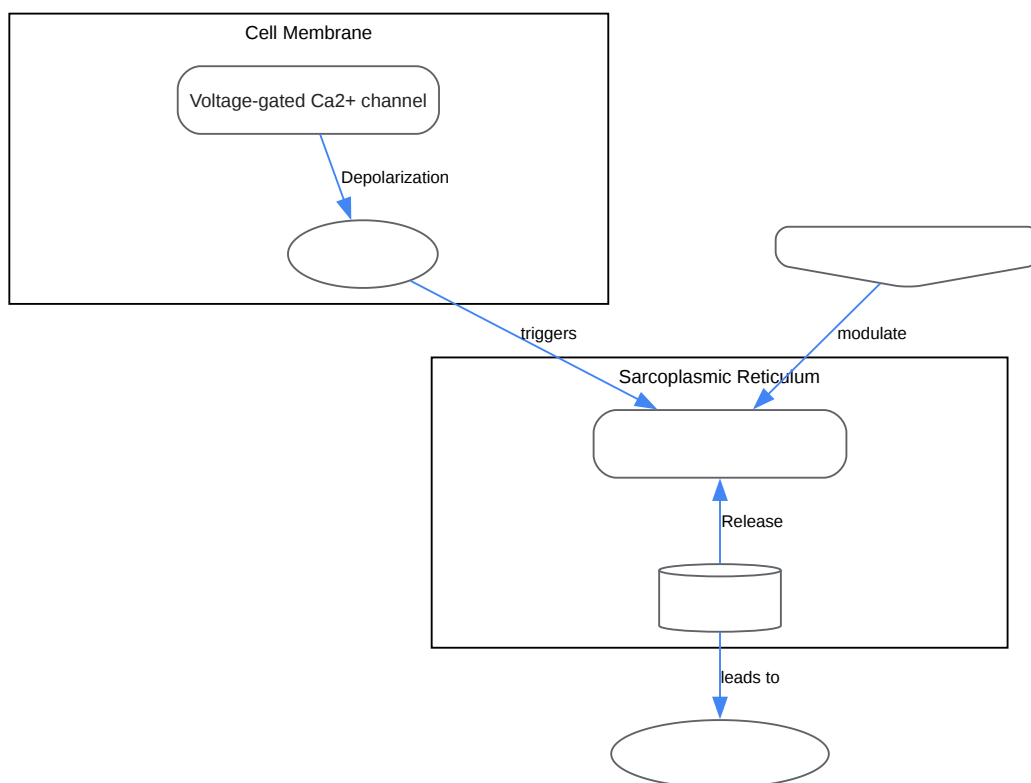 Cell Membrane
Voltage-gated Ca2+ channel
Depolarization
triggers
modulate
Sarcoplasmic Reticulum
Release
leads to